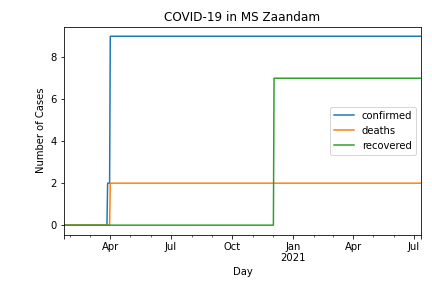 COVID-19 in MS Zaandam
Number of Cases
8
6
4
2
0
confirmed
deaths
recovered
Apr Jul Oct Jan Apr Jul
2021
Day